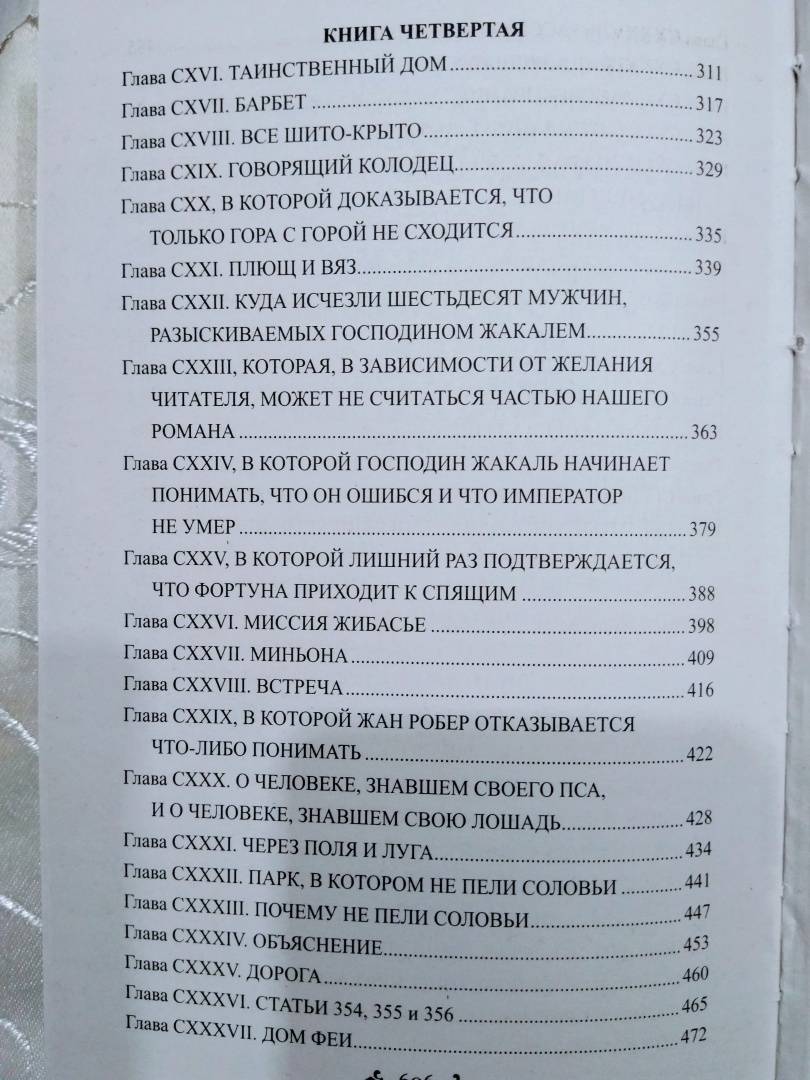 КНИГА ЧЕТВЕРТАЯ
Глава CXVI. ТАИНСТВЕННЫЙ ДОМ 311
Глава CXVII. БАРБЕТ 317
Глава CXVIII. ВСЕ ШИТО-КРЫТО 323
Глава CXIX. ГОВОРЯЩИЙ КОЛОДЕЦ 329
Глава CXX, В КОТОРОЙ ДОКАЗЫВАЕТСЯ, ЧТО
ТОЛЬКО ГОРА С ГОРОЙ НЕ СХОДИТСЯ 335
Глава CXXI. ПЛЮЩ И ВЯЗ 339
Глава CXXII. КУДА ИСЧЕЗЛИ ШЕСТЬДЕСЯТ МУЖЧИН,
РАЗЫСКИВАЕМЫХ ГОСПОДИНОМ ЖАКАЛЕМ 355
Глава CXXIII, КОТОРАЯ, В ЗАВИСИМОСТИ ОТ ЖЕЛАНИЯ
ЧИТАТЕЛЯ, МОЖЕТ НЕ СЧИТАТЬСЯ ЧАСТЬЮ НАШЕГО
РОМАНА 363
Глава CXXIV, В КОТОРОЙ ГОСПОДИН ЖАКАЛЬ НАЧИНАЕТ
ПОНИМАТЬ, ЧТО ОН ОШИБСЯ И ЧТО ИМПЕРАТОР
НЕ УМЕР 379
Глава CXXV, В КОТОРОЙ ЛИШНИЙ РАЗ ПОДТВЕРЖДАЕТСЯ,
ЧТО ФОРТУНА ПРИХОДИТ К СПЯЩИМ 388
Глава CXXVI. МИССИЯ ЖИБАСЬЕ 398
Глава CXXVII. МИНЬОНА 409
Глава CXXVIII. ВСТРЕЧА 416
Глава CXXIX, В КОТОРОЙ ЖАН РОБЕР ОТКАЗЫВАЕТСЯ
ЧТО-ЛИБО ПОНИМАТЬ 422
Глава CXXX. О ЧЕЛОВЕКЕ, ЗНАВШЕМ СВОЕГО ПСА,
И О ЧЕЛОВЕКЕ, ЗНАВШЕМ СВОЮ ЛОШАДЬ 428
Глава CXXXI. ЧЕРЕЗ ПОЛЯ И ЛУГА 434
Глава CXXXII. ПАРК, В КОТОРОМ НЕ ПЕЛИ СОЛОВЬИ 441
Глава CXXXIII. ПОЧЕМУ НЕ ПЕЛИ СОЛОВЬИ 447
Глава CXXXIV. ОБЪЯСНЕНИЕ 453
Глава CXXXV. ДОРОГА 460
Глава CXXXVI. СТАТЬИ 354, 355 и 356 465
Глава CXXXVII. ДОМ ФЕИ 472